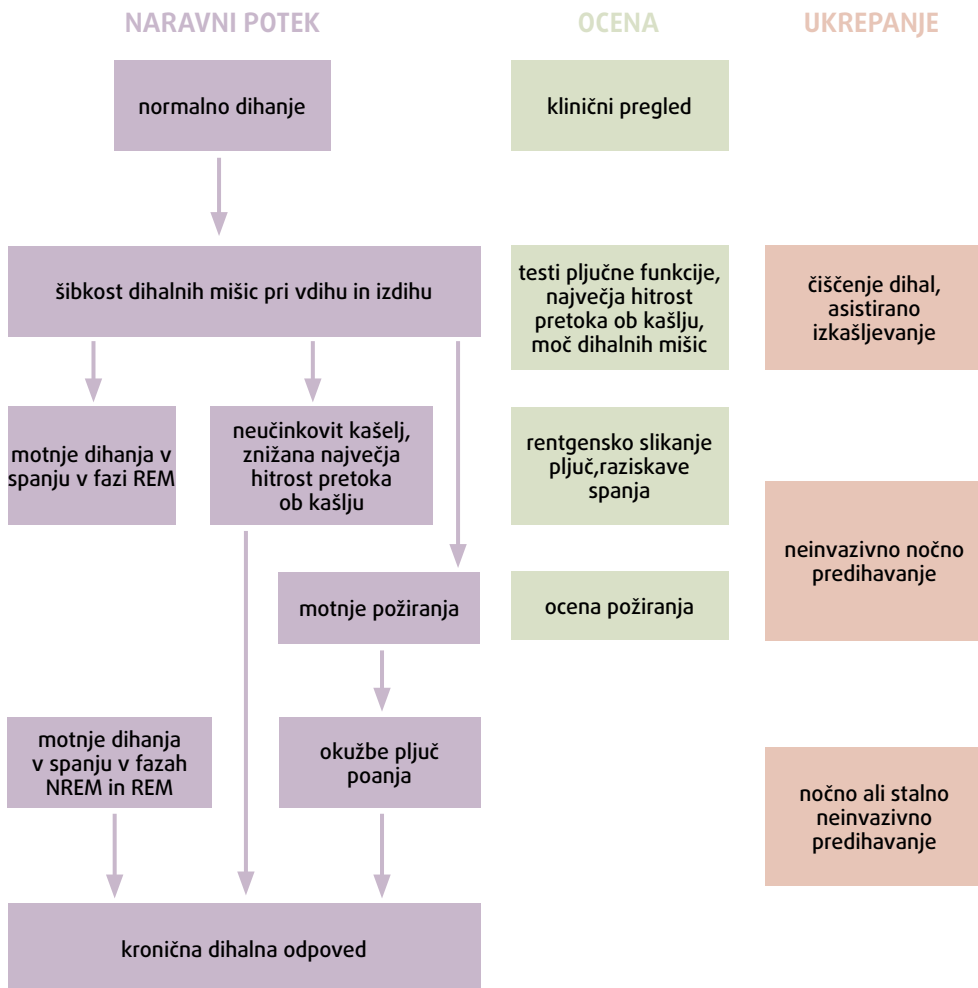 NARAVNI POTEK
OCENA
UKREPANJE
normalno dihanje
klinični pregled
šibkost dihalnih mišic pri vdihu in izdihu
testi pljučne funkcije,
največja hitrost
pretoka ob kašlju,
moč dihalnih mišic
čiščenje dihal,
asistirano
izkašljevanje
motnje dihanja v
spanju v fazi REM
neučinkovit kašelj,
znižana največja
hitrost pretoka
ob kašlju
rentgensko slikanje
pljuč,raziskave
spanja
neinvazivno nočno
predihavanje
motnje požiranja
ocena požiranja
motnje dihanja
v spanju v fazah
NREM in REM
okužbe pljuč
poanja
nočno ali stalno
neinvazivno
predihavanje
kronična dihalna odpoved